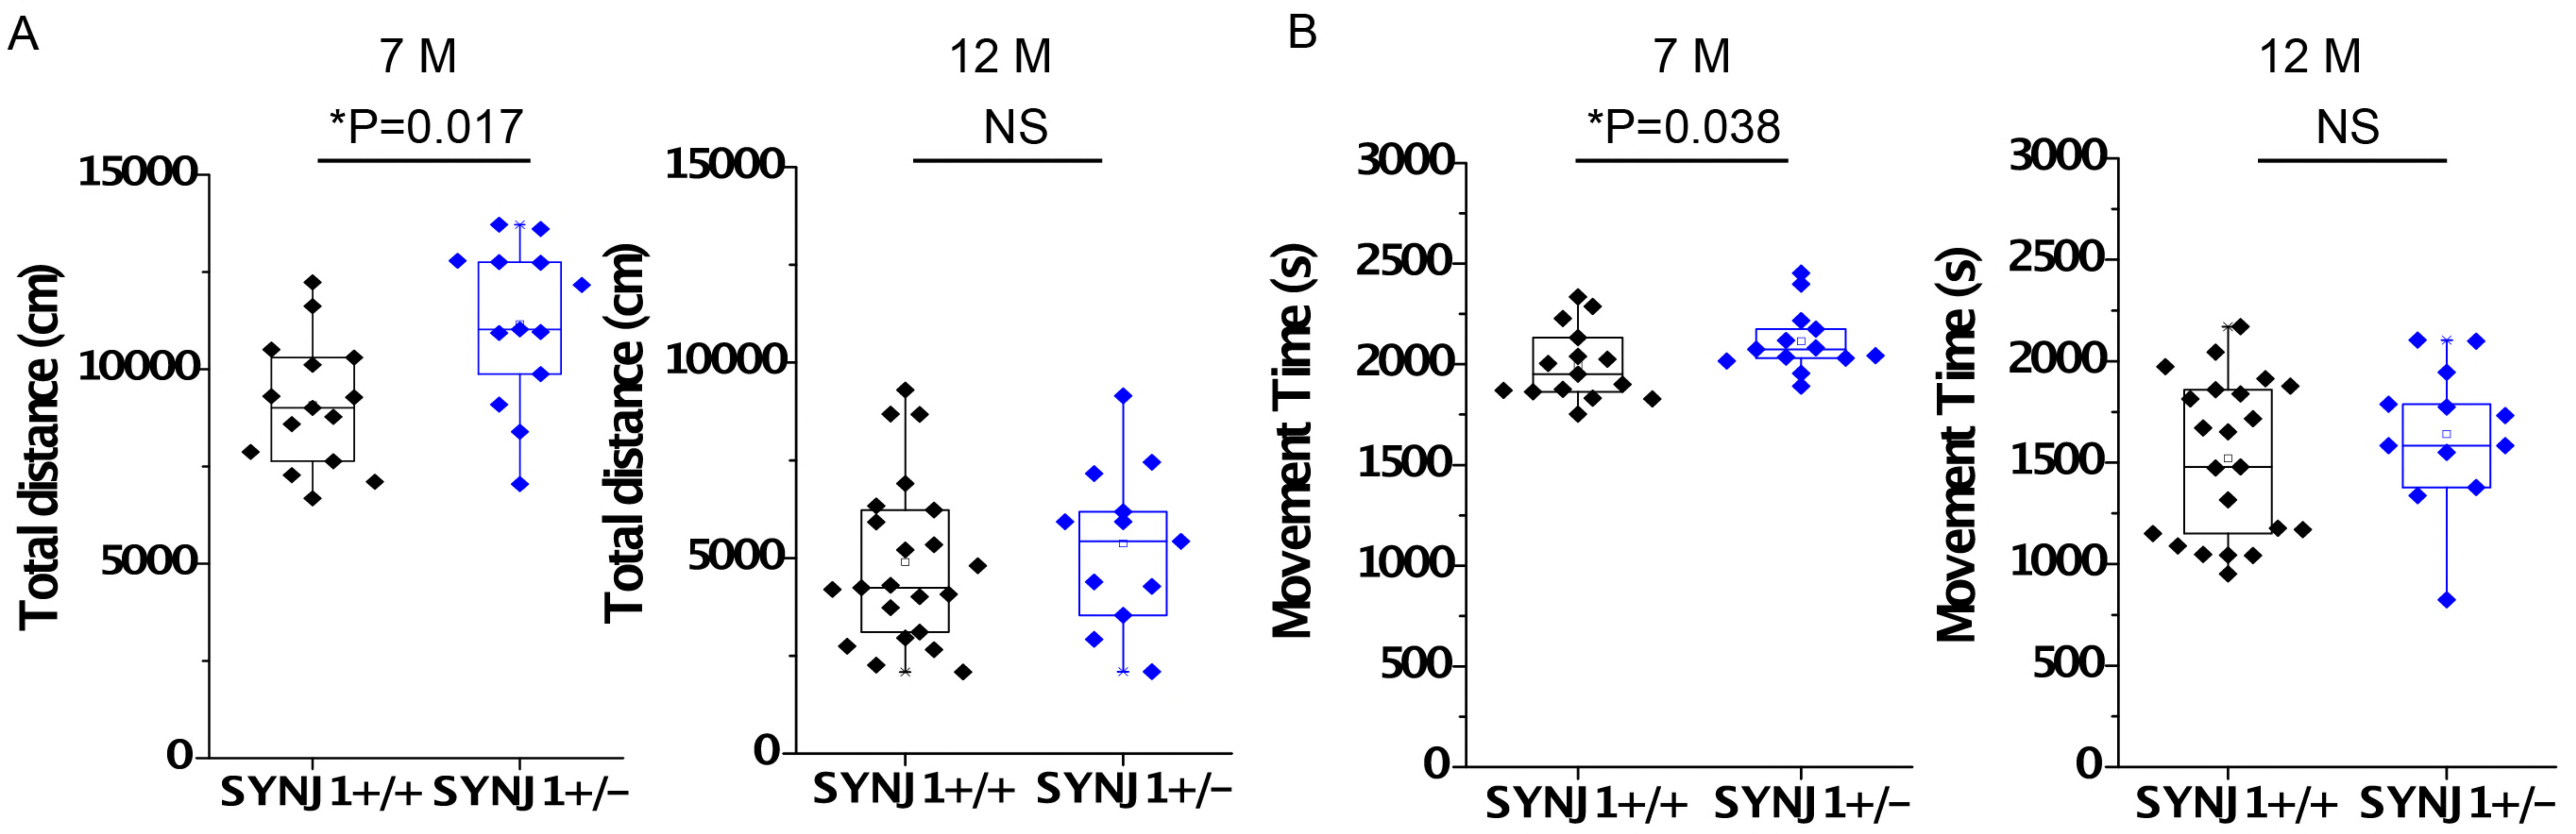 A
7 M
*P=0.017
Total distance (cm)
15000
10000
5000
0
SYNJ1+/+ SYNJ1+/−
12 M
NS
Total distance (cm)
15000
10000
5000
0
SYNJ1+/+ SYNJ1+/−
B
7 M
*P=0.038
Movement Time (s)
3000
2500
2000
1500
1000
500
0
SYNJ1+/+ SYNJ1+/−
12 M
NS
Movement Time (s)
3000
2500
2000
1500
1000
500
0
SYNJ1+/+ SYNJ1+/−